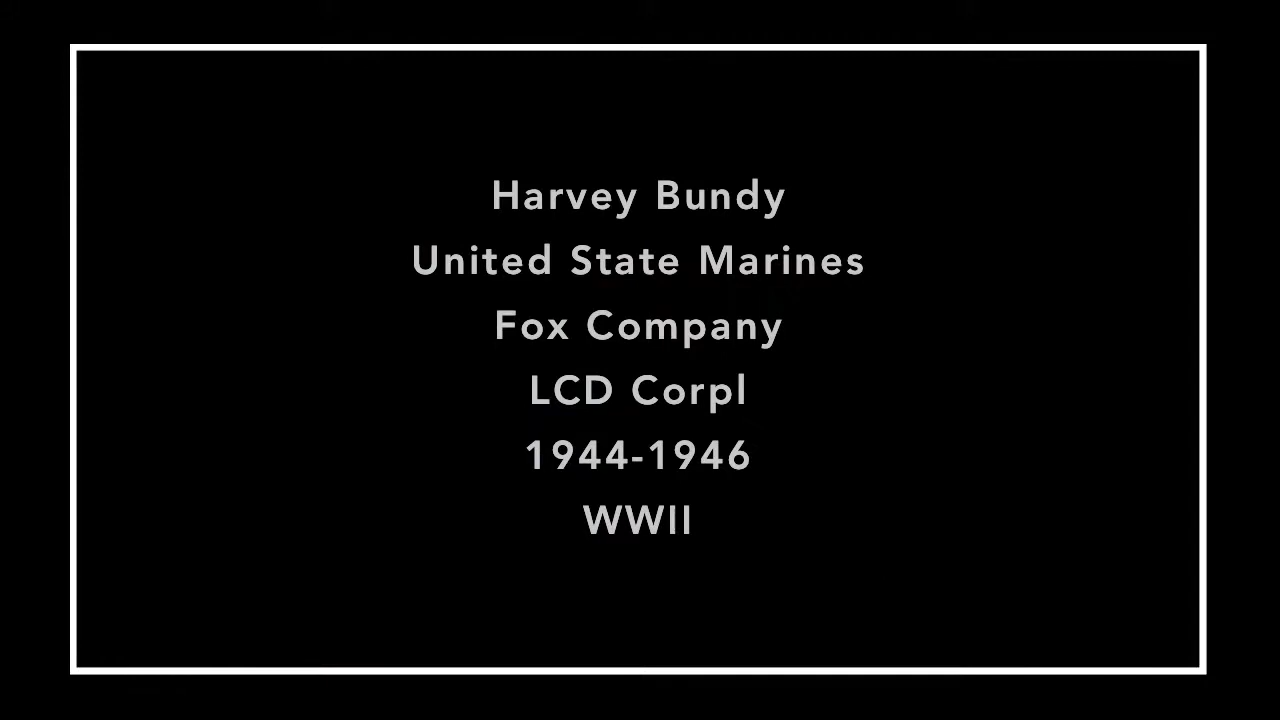 Harvey Bundy
United State Marines
Fox Company
LCD Corpl
1944-1946
WWII